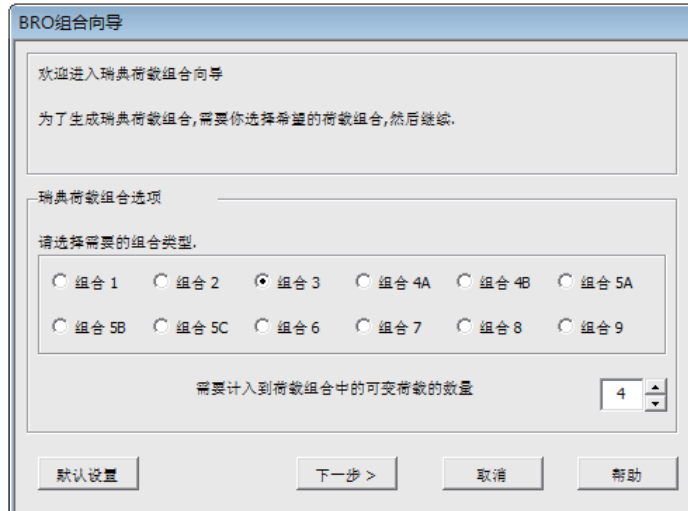 BRO组合向导
欢迎进入瑞典荷载组合向导
为了生成瑞典荷载组合,需要你选择希望的荷载组合,然后继续.
瑞典荷载组合选项
请选择需要的组合类型.
组合 1 组合 2 组合 3 组合 4A 组合 4B 组合 5A
组合 5B 组合 5C 组合 6 组合 7 组合 8 组合 9
需要计入到荷载组合中的可变荷载的数量 4
默认设置 下一步 > 取消 帮助